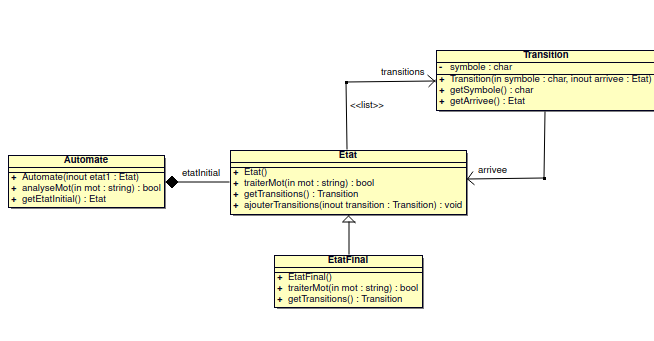 Transition
- symbole : char
+ Transition(in symbole : char, inout arrivee : Etat)
+ getSymbole() : char
+ getArrivee() : Etat
transitions
<<list>>
Automate
+ Automate(inout etat1 : Etat)
+ analyseMot(in mot : string) : bool
+ getEtatInitial() : Etat
etatInitial
Etat
+ Etat()
+ traiterMot(in mot : string) : bool
+ getTransitions() : Transition
+ ajouterTransitions(inout transition : Transition) : void
arrivee
EtatFinal
+ EtatFinal()
+ traiterMot(in mot : string) : bool
+ getTransitions() : Transition